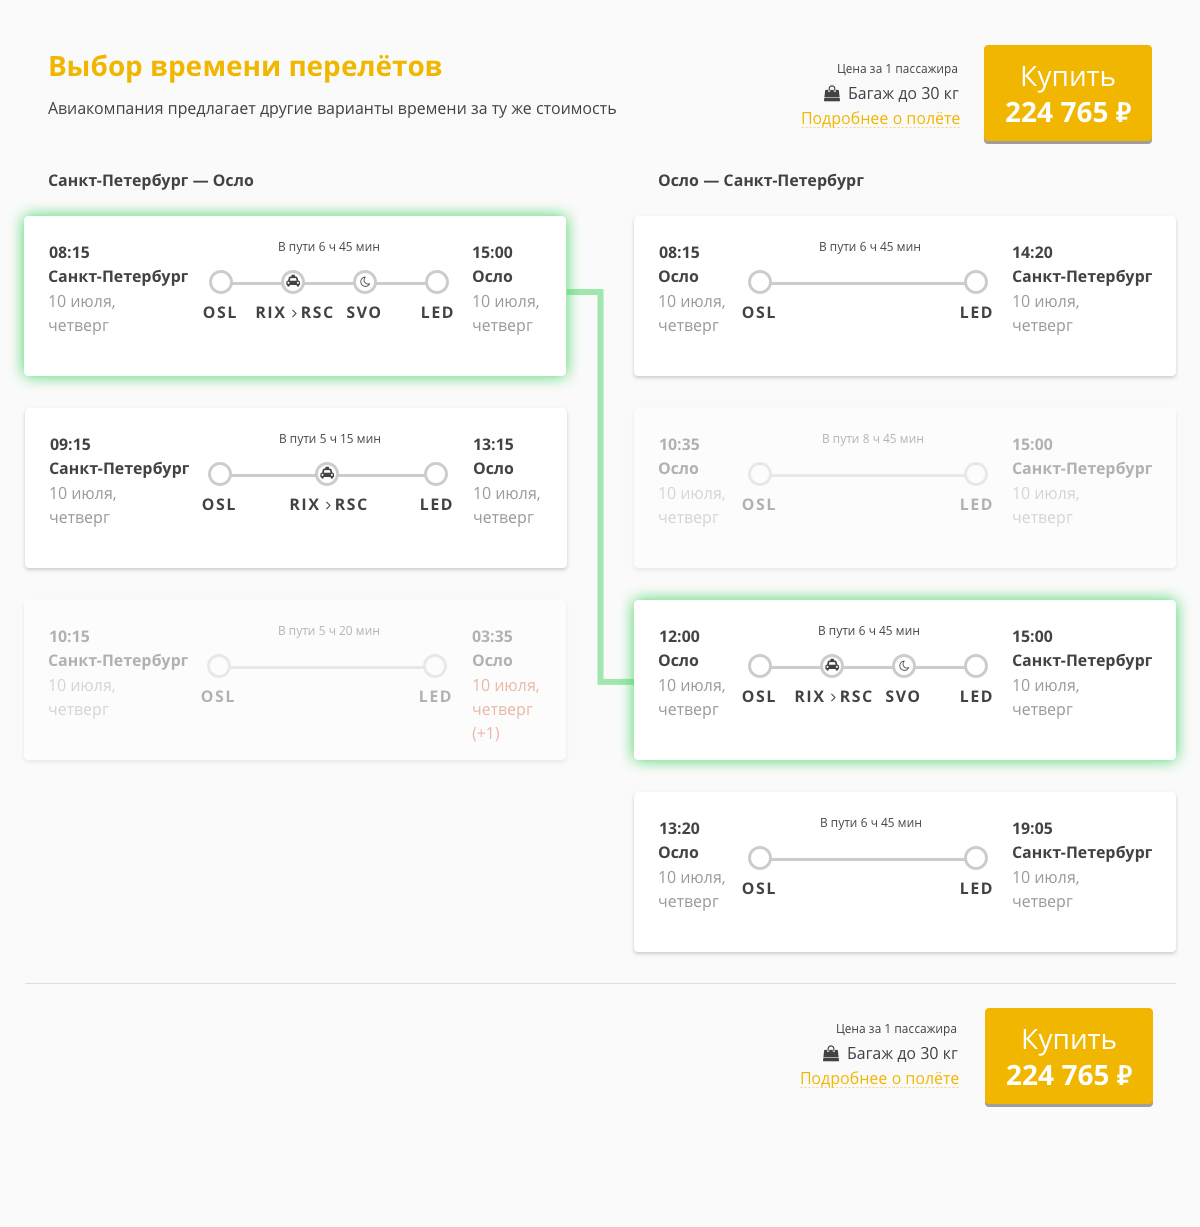 Выбор времени перелётов
Авиакомпания предлагает другие варианты времени за ту же стоимость
Цена за 1 пассажира
Багаж до 30 кг
Подробнее о полёте
Купить
224 765 ₽
Санкт-Петербург — Осло
08:15
Санкт-Петербург
10 июля,
четверг
В пути 6 ч 45 мин
OSL RIX › RSC SVO LED
15:00
Осло
10 июля,
четверг
09:15
Санкт-Петербург
10 июля,
четверг
В пути 5 ч 15 мин
OSL RIX › RSC LED
13:15
Осло
10 июля,
четверг
10:15
Санкт-Петербург
10 июля,
четверг
В пути 5 ч 20 мин
OSL LED
03:35
Осло
10 июля,
четверг
(+1)
Осло — Санкт-Петербург
08:15
Осло
10 июля,
четверг
В пути 6 ч 45 мин
OSL LED
14:20
Санкт-Петербург
10 июля,
четверг
10:35
Осло
10 июля,
четверг
В пути 8 ч 45 мин
OSL LED
15:00
Санкт-Петербург
10 июля,
четверг
12:00
Осло
10 июля,
четверг
В пути 6 ч 45 мин
OSL RIX › RSC SVO LED
15:00
Санкт-Петербург
10 июля,
четверг
13:20
Осло
10 июля,
четверг
В пути 6 ч 45 мин
OSL LED
19:05
Санкт-Петербург
10 июля,
четверг
Цена за 1 пассажира
Багаж до 30 кг
Подробнее о полёте
Купить
224 765 ₽